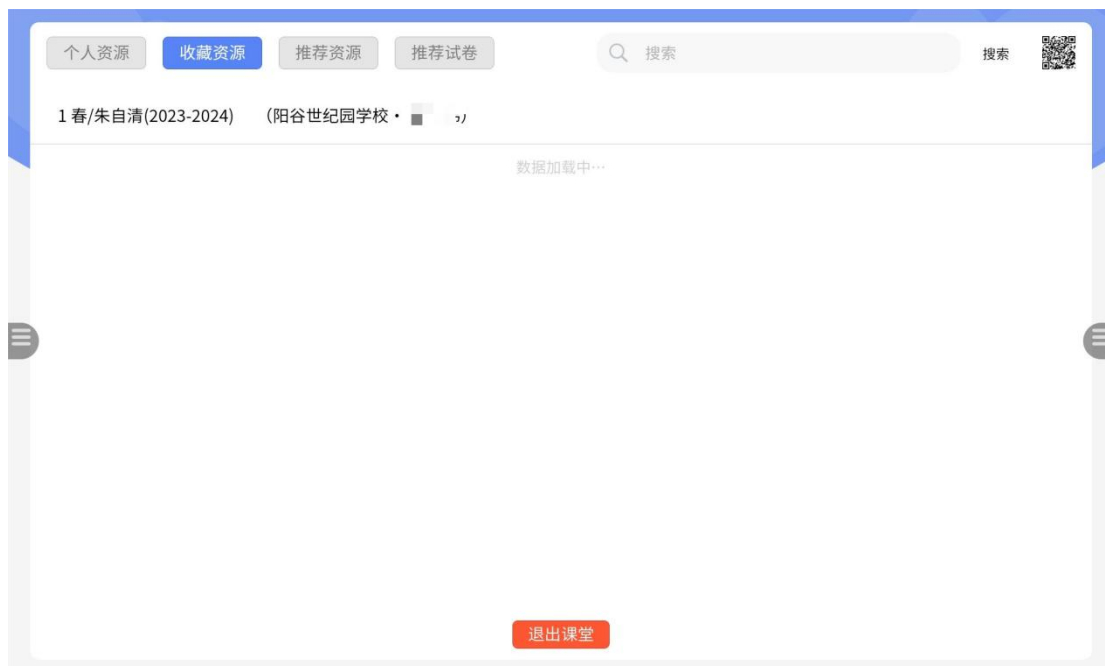 个人资源 收藏资源 推荐资源 推荐试卷 搜索 搜索
1 春/朱自清(2023-2024) （阳谷世纪园学校·
数据加载中…
退出课堂